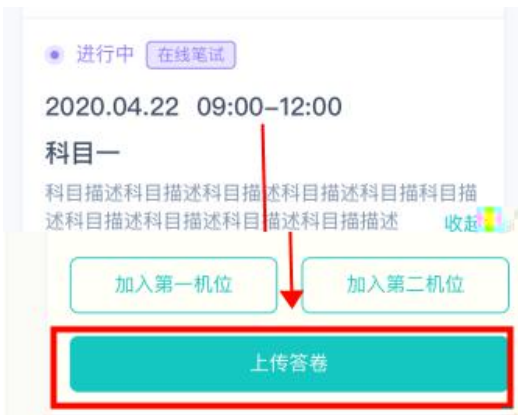 进行中 在线笔试
2020.04.22 09:00-12:00
科目一
科目描述科目描述科目描述科目描述科目描科目描
述科目描述科目描述科目描述科目描描述 收起
加入第一机位 加入第二机位
上传答卷